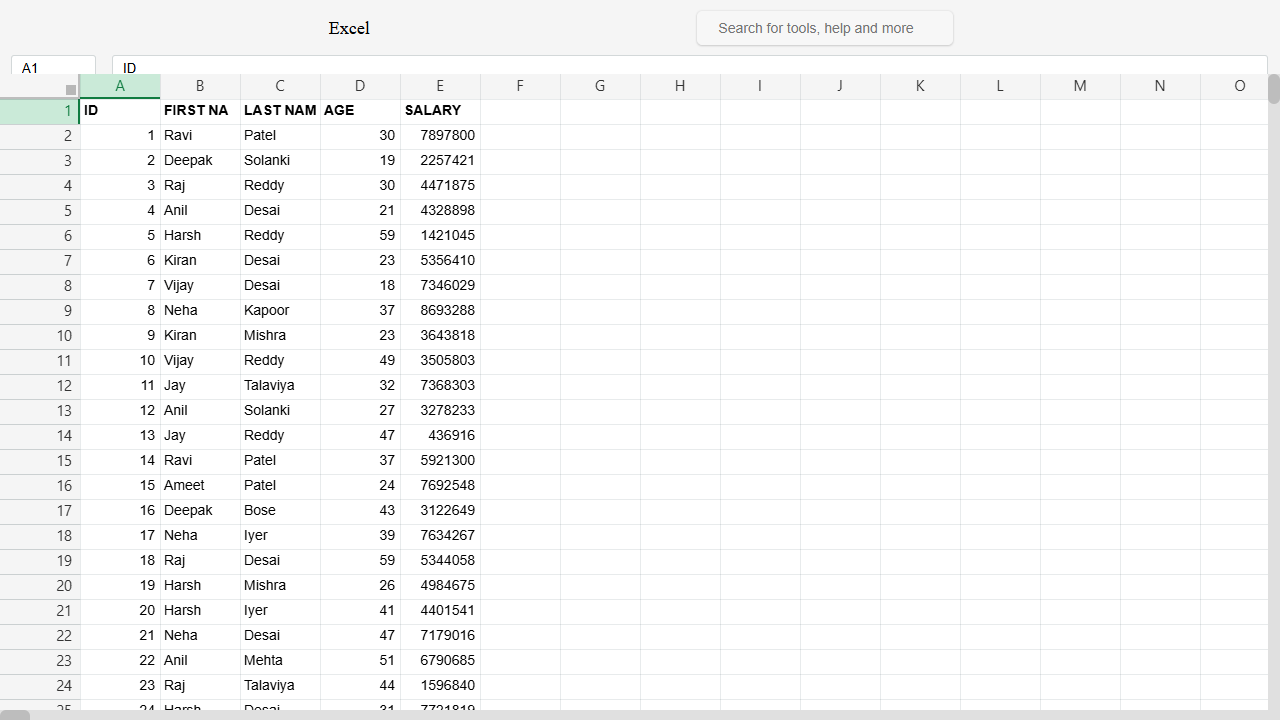 Excel
Search for tools, help and more
A1 ID
A B C D E F G H I J K L M N O
1 ID FIRST NA LAST NAM AGE SALARY
2 1 Ravi Patel 30 7897800
3 2 Deepak Solanki 19 2257421
4 3 Raj Reddy 30 4471875
5 4 Anil Desai 21 4328898
6 5 Harsh Reddy 59 1421045
7 6 Kiran Desai 23 5356410
8 7 Vijay Desai 18 7346029
9 8 Neha Kapoor 37 8693288
10 9 Kiran Mishra 23 3643818
11 10 Vijay Reddy 49 3505803
12 11 Jay Talaviya 32 7368303
13 12 Anil Solanki 27 3278233
14 13 Jay Reddy 47 436916
15 14 Ravi Patel 37 5921300
16 15 Ameet Patel 24 7692548
17 16 Deepak Bose 43 3122649
18 17 Neha Iyer 39 7634267
19 18 Raj Desai 59 5344058
20 19 Harsh Mishra 26 4984675
21 20 Harsh Iyer 41 4401541
22 21 Neha Desai 47 7179016
23 22 Anil Mehta 51 6790685
24 23 Raj Talaviya 44 1596840
25 24 Harsh Desai 31 7721819